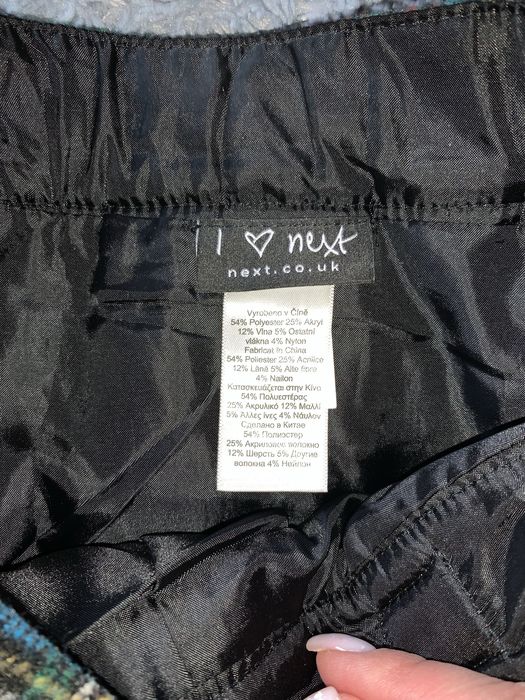 I ♡ next
next.co.uk
Vyrobeno v Číně
54% Polyester 25% Akryl
12% Vlna 5% Ostatní
vlákna 4% Nylon
Fabricat în China
54% Poliester 25% Acrilice
12% Lână 5% Alte fibre
4% Nailon
Κατασκευάζεται στην Κίνα
54% Πολυεστέρας
25% Ακρυλικό 12% Μαλλί
5% Άλλες ίνες 4% Νάυλον
Сделано в Китае
54% Полиэстер
25% Акриловое волокно
12% Шерсть 5% Другие
волокна 4% Нейлон